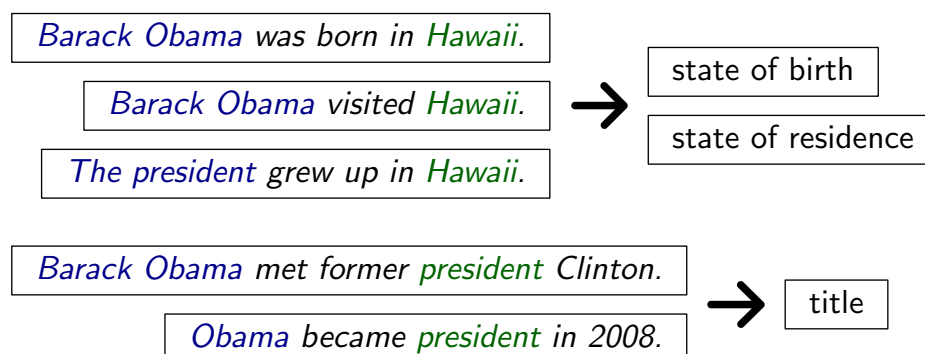 Barack Obama was born in Hawaii.
Barack Obama visited Hawaii.
The president grew up in Hawaii.
state of birth
state of residence
Barack Obama met former president Clinton.
Obama became president in 2008.
title